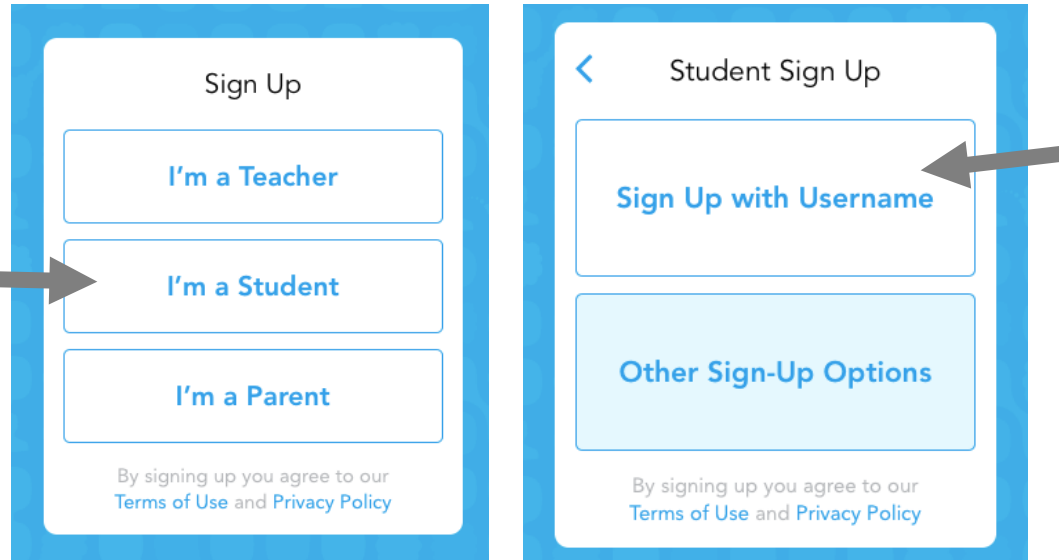 Sign Up
I'm a Teacher
I'm a Student
I'm a Parent
By signing up you agree to our
Terms of Use and Privacy Policy
Student Sign Up
Sign Up with Username
Other Sign-Up Options
By signing up you agree to our
Terms of Use and Privacy Policy